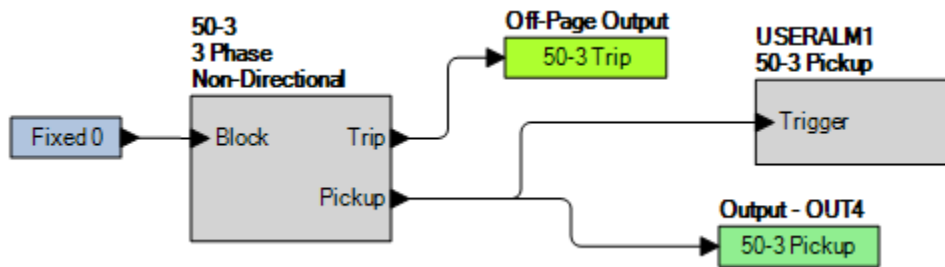 50-3
3 Phase
Non-Directional
Fixed 0
Block
Trip
Pickup
Off-Page Output
50-3 Trip
USERALM1
50-3 Pickup
Trigger
Output - OUT4
50-3 Pickup